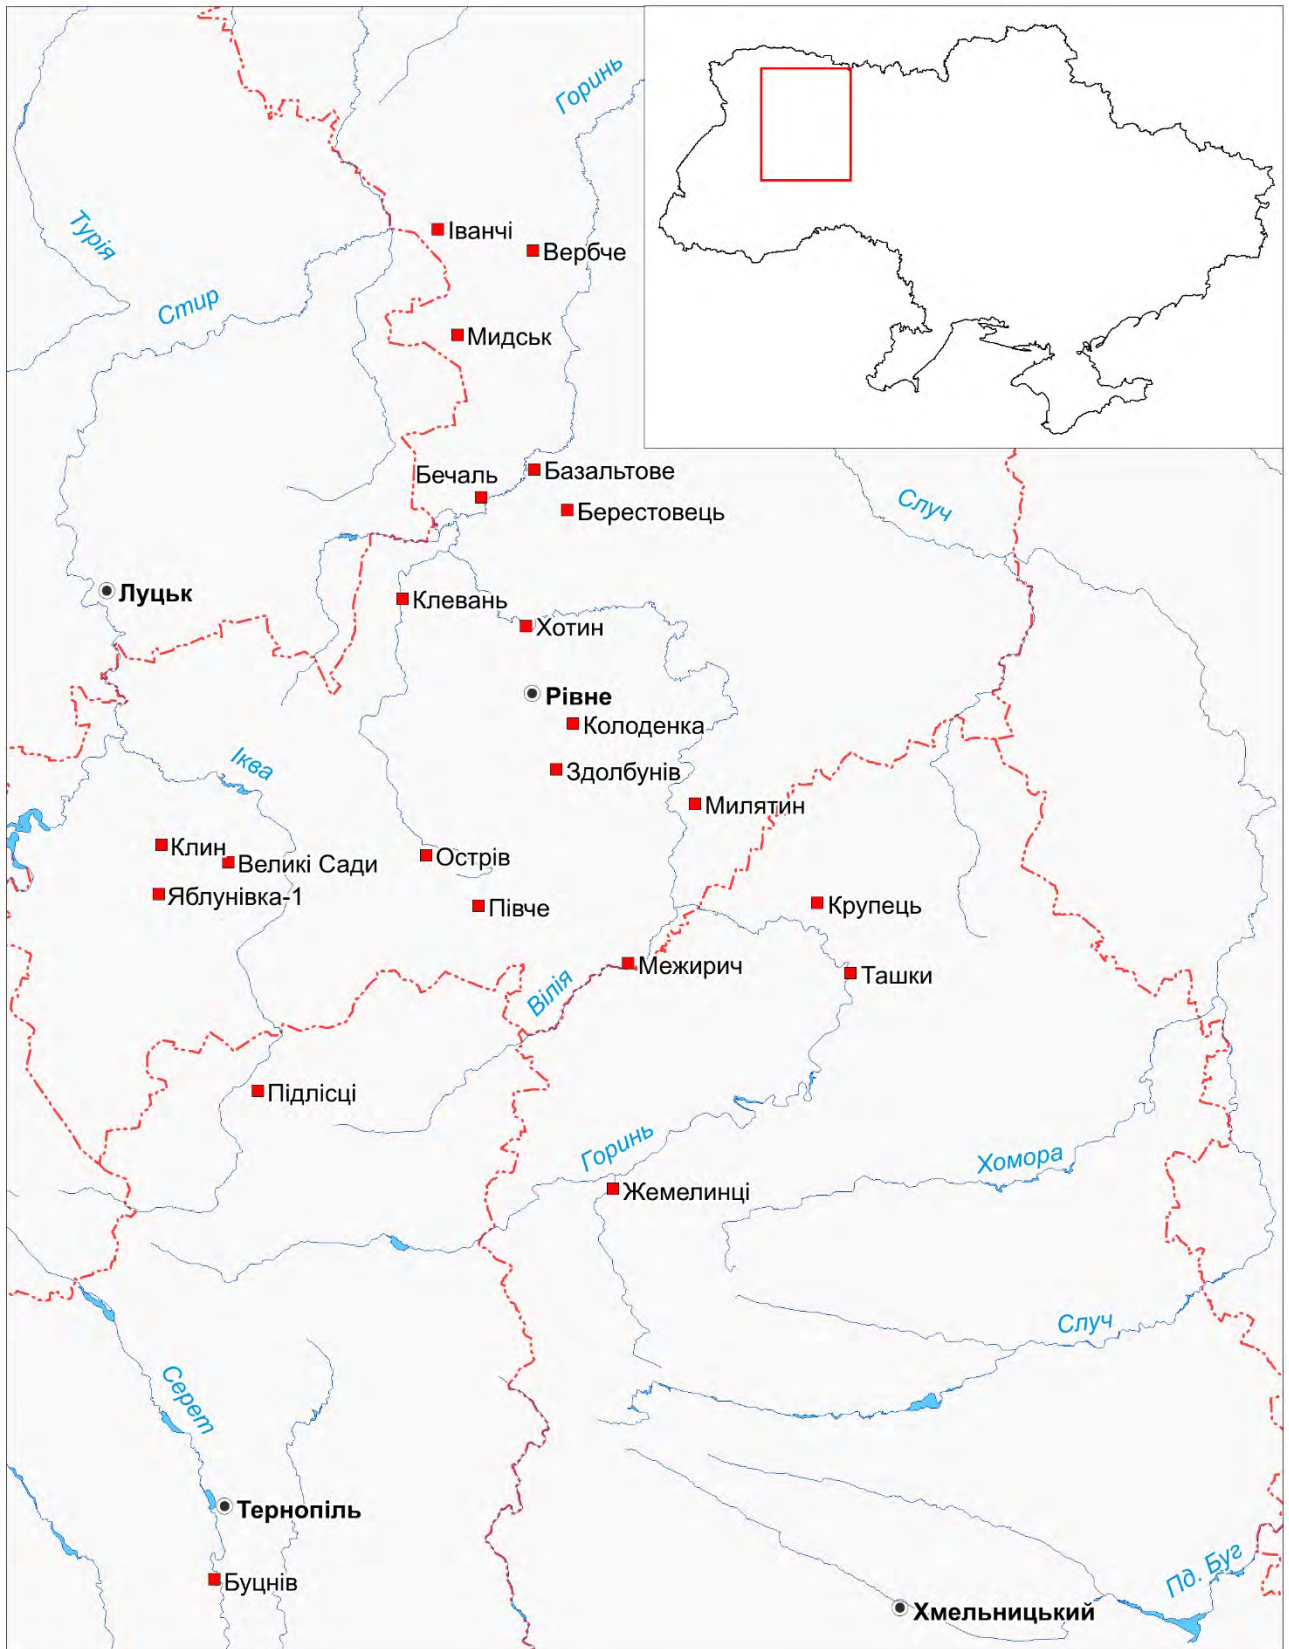 Горинь
Турія
Іванчі
Вербче
Стир
Мидськ
Базальтове
Бечаль
Случ
Берестовець
Луцьк
Клевань
Хотин
Рівне
Колоденка
Іква
Здолбунів
Милятин
Клин
Великі Сади
Острів
Яблунівка-1
Півче
Крупець
Межирич
Ташки
Вілія
Підлісці
Горинь
Хомора
Жемелинці
Случ
Серет
Тернопіль
Пд. Буг
Буцнів
Хмельницький